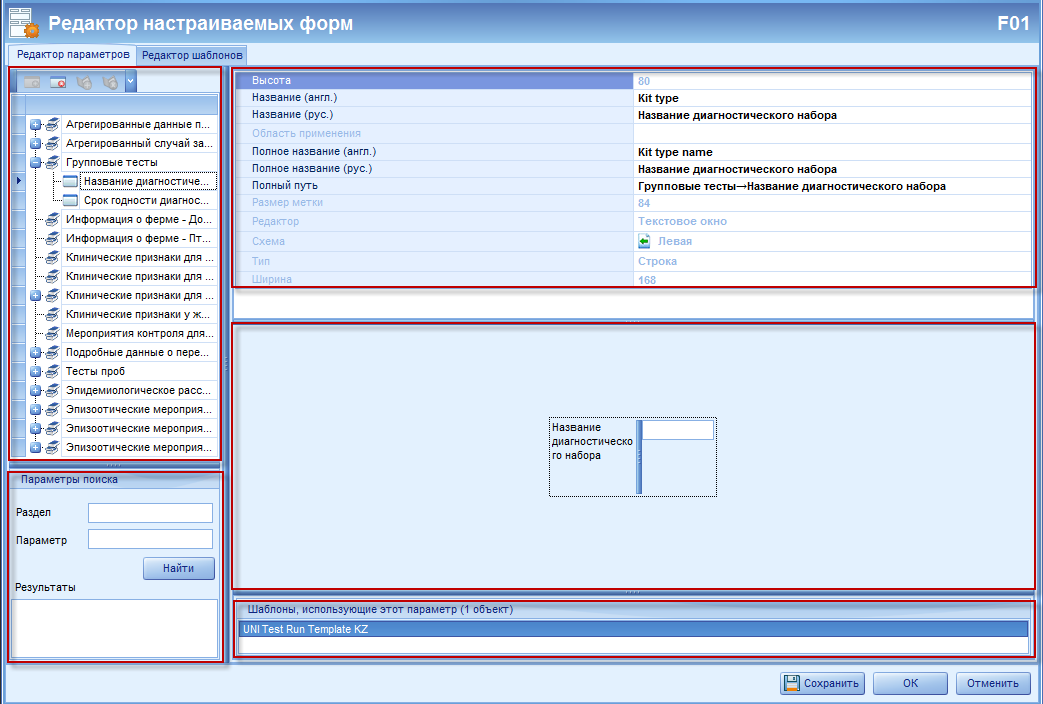 Редактор настраиваемых форм
F01
Редактор параметров
Редактор шаблонов
Агрегированные данные п...
Агрегированный случай за...
Групповые тесты
Название диагностиче...
Срок годности диагнос...
Информация о ферме - До...
Информация о ферме - Пт...
Клинические признаки для ...
Клинические признаки для ...
Клинические признаки для ...
Клинические признаки у ж...
Мероприятия контроля для...
Подробные данные о пере...
Тесты проб
Эпидемиологическое расс...
Эпизоотические мероприя...
Эпизоотические мероприя...
Эпизоотические мероприя...
Параметры поиска
Раздел
Параметр
Найти
Результаты
Высота 80
Название (англ.) Kit type
Название (рус.) Название диагностического набора
Область применения
Полное название (англ.) Kit type name
Полное название (рус.) Название диагностического набора
Полный путь Групповые тесты→Название диагностического набора
Размер метки 84
Редактор Текстовое окно
Схема Левая
Тип Строка
Ширина 168
Название
диагностическо
го набора
Шаблоны, использующие этот параметр (1 объект)
UNI Test Run Template KZ
Сохранить
ОК
Отменить